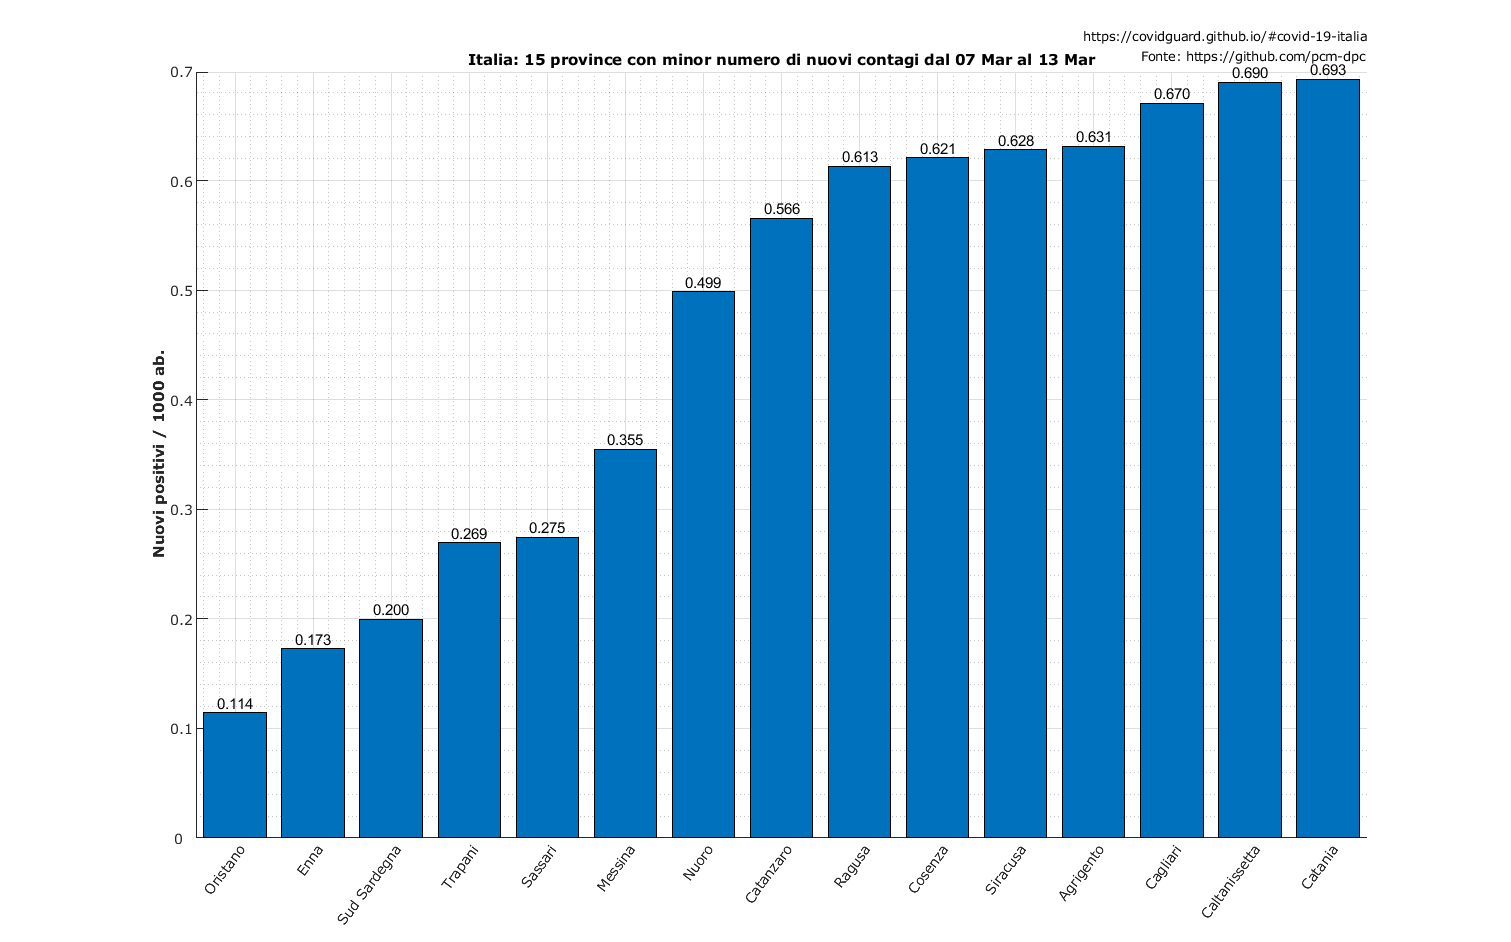 https://covidguard.github.io/#covid-19-italia
Fonte: https://github.com/pcm-dpc
Italia: 15 province con minor numero di nuovi contagi dal 07 Mar al 13 Mar
Nuovi positivi / 1000 ab.
0.7
0.6
0.5
0.4
0.3
0.2
0.1
0
0.114
0.173
0.200
0.269
0.275
0.355
0.499
0.566
0.613
0.621
0.628
0.631
0.670
0.690
0.693
Oristano
Enna
Sud Sardegna
Trapani
Sassari
Messina
Nuoro
Catanzaro
Ragusa
Cosenza
Siracusa
Agrigento
Cagliari
Caltanissetta
Catania